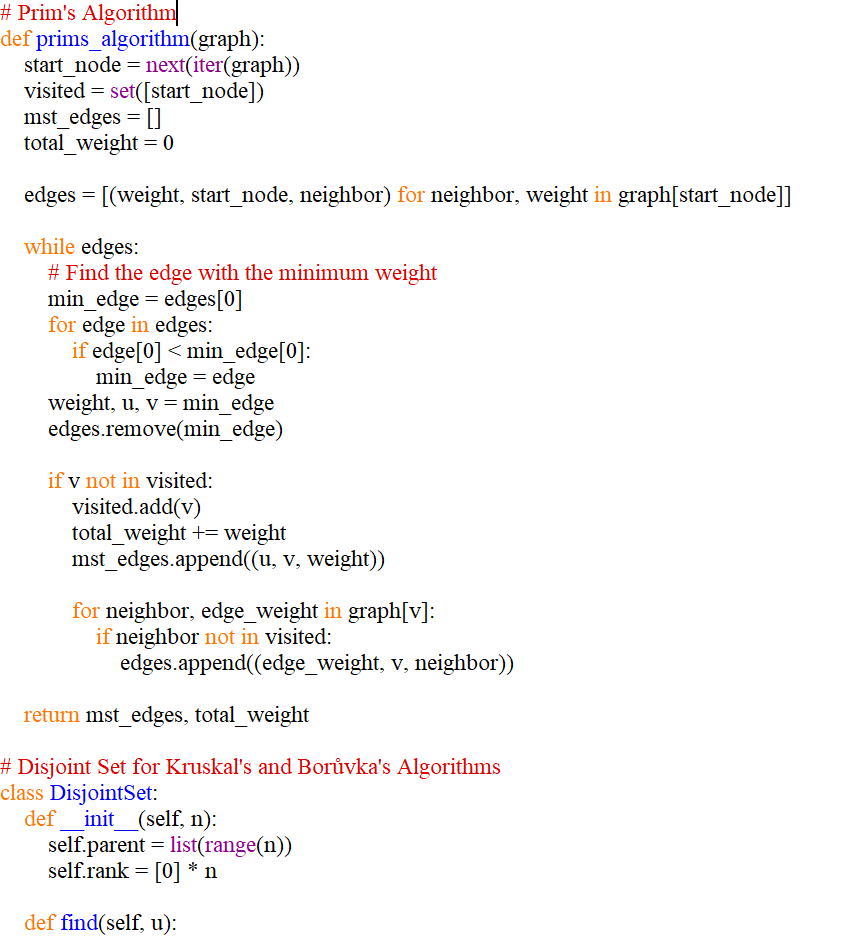 # Prim's Algorithm
def prims_algorithm(graph):
    start_node = next(iter(graph))
    visited = set([start_node])
    mst_edges = []
    total_weight = 0

    edges = [(weight, start_node, neighbor) for neighbor, weight in graph[start_node]]

    while edges:
        # Find the edge with the minimum weight
        min_edge = edges[0]
        for edge in edges:
            if edge[0] < min_edge[0]:
                min_edge = edge
        weight, u, v = min_edge
        edges.remove(min_edge)

        if v not in visited:
            visited.add(v)
            total_weight += weight
            mst_edges.append((u, v, weight))

            for neighbor, edge_weight in graph[v]:
                if neighbor not in visited:
                    edges.append((edge_weight, v, neighbor))

    return mst_edges, total_weight

# Disjoint Set for Kruskal's and Borůvka's Algorithms
class DisjointSet:
    def __init__(self, n):
        self.parent = list(range(n))
        self.rank = [0] * n

    def find(self, u):